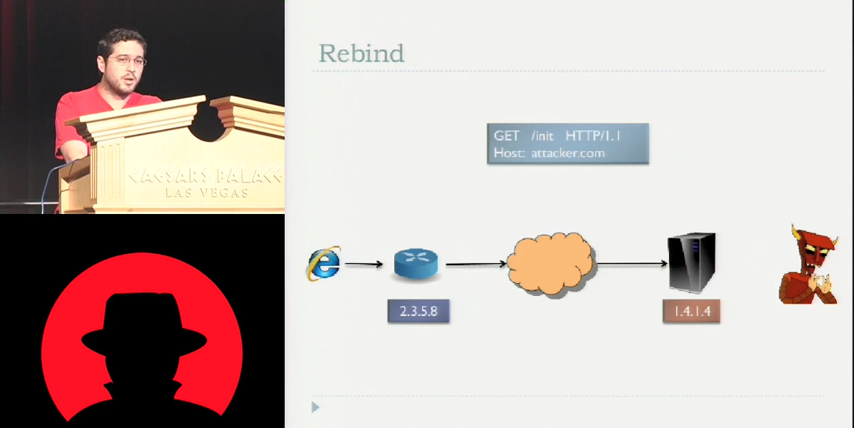 Rebind
GET /init HTTP/1.1
Host: attacker.com
2.3.5.8
1.4.1.4
CAESARS PALACE
LAS VEGAS